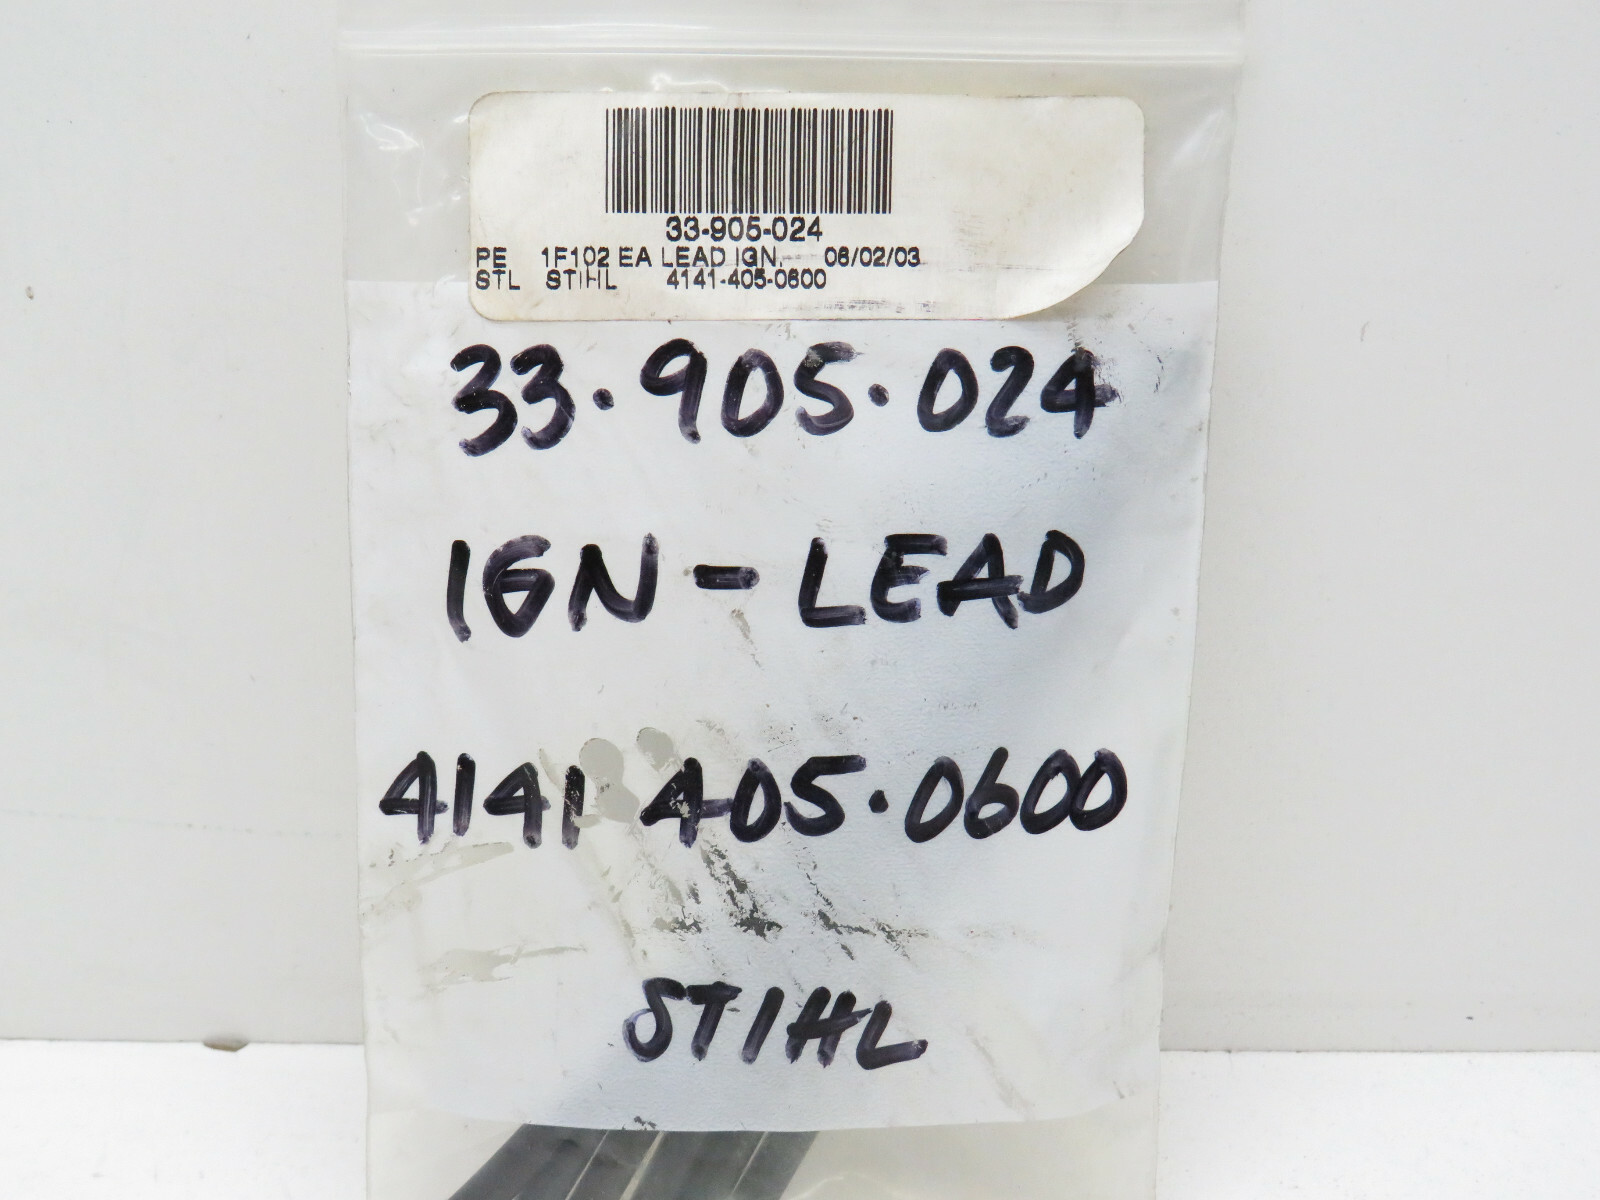 33-905-024
PE 1F102 EA LEAD IGN. 06/02/03
STL STIHL 4141-405-0600
33.905.024
IGN-LEAD
4141 405.0600
STIHL